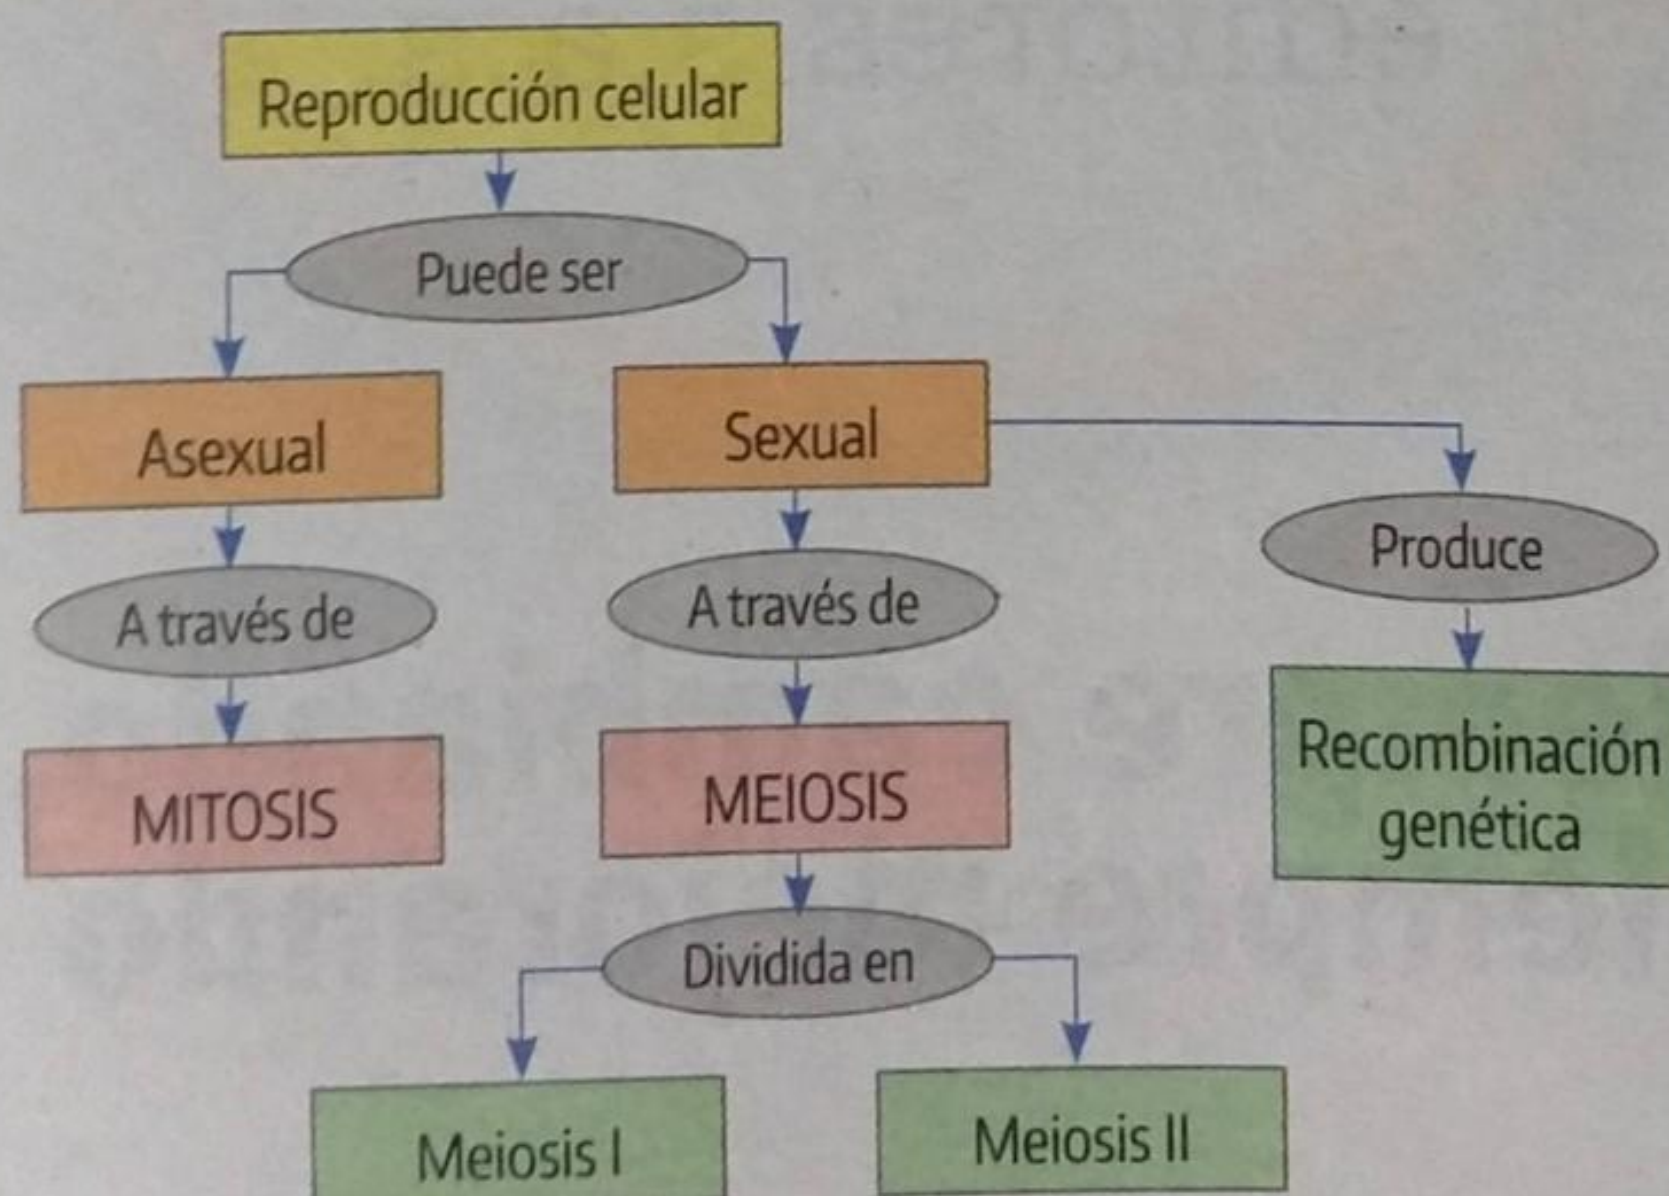 Reproducción celular
Puede ser
Asexual
Sexual
A través de
A través de
Produce
MITOSIS
MEIOSIS
Recombinación
genética
Dividida en
Meiosis I
Meiosis II